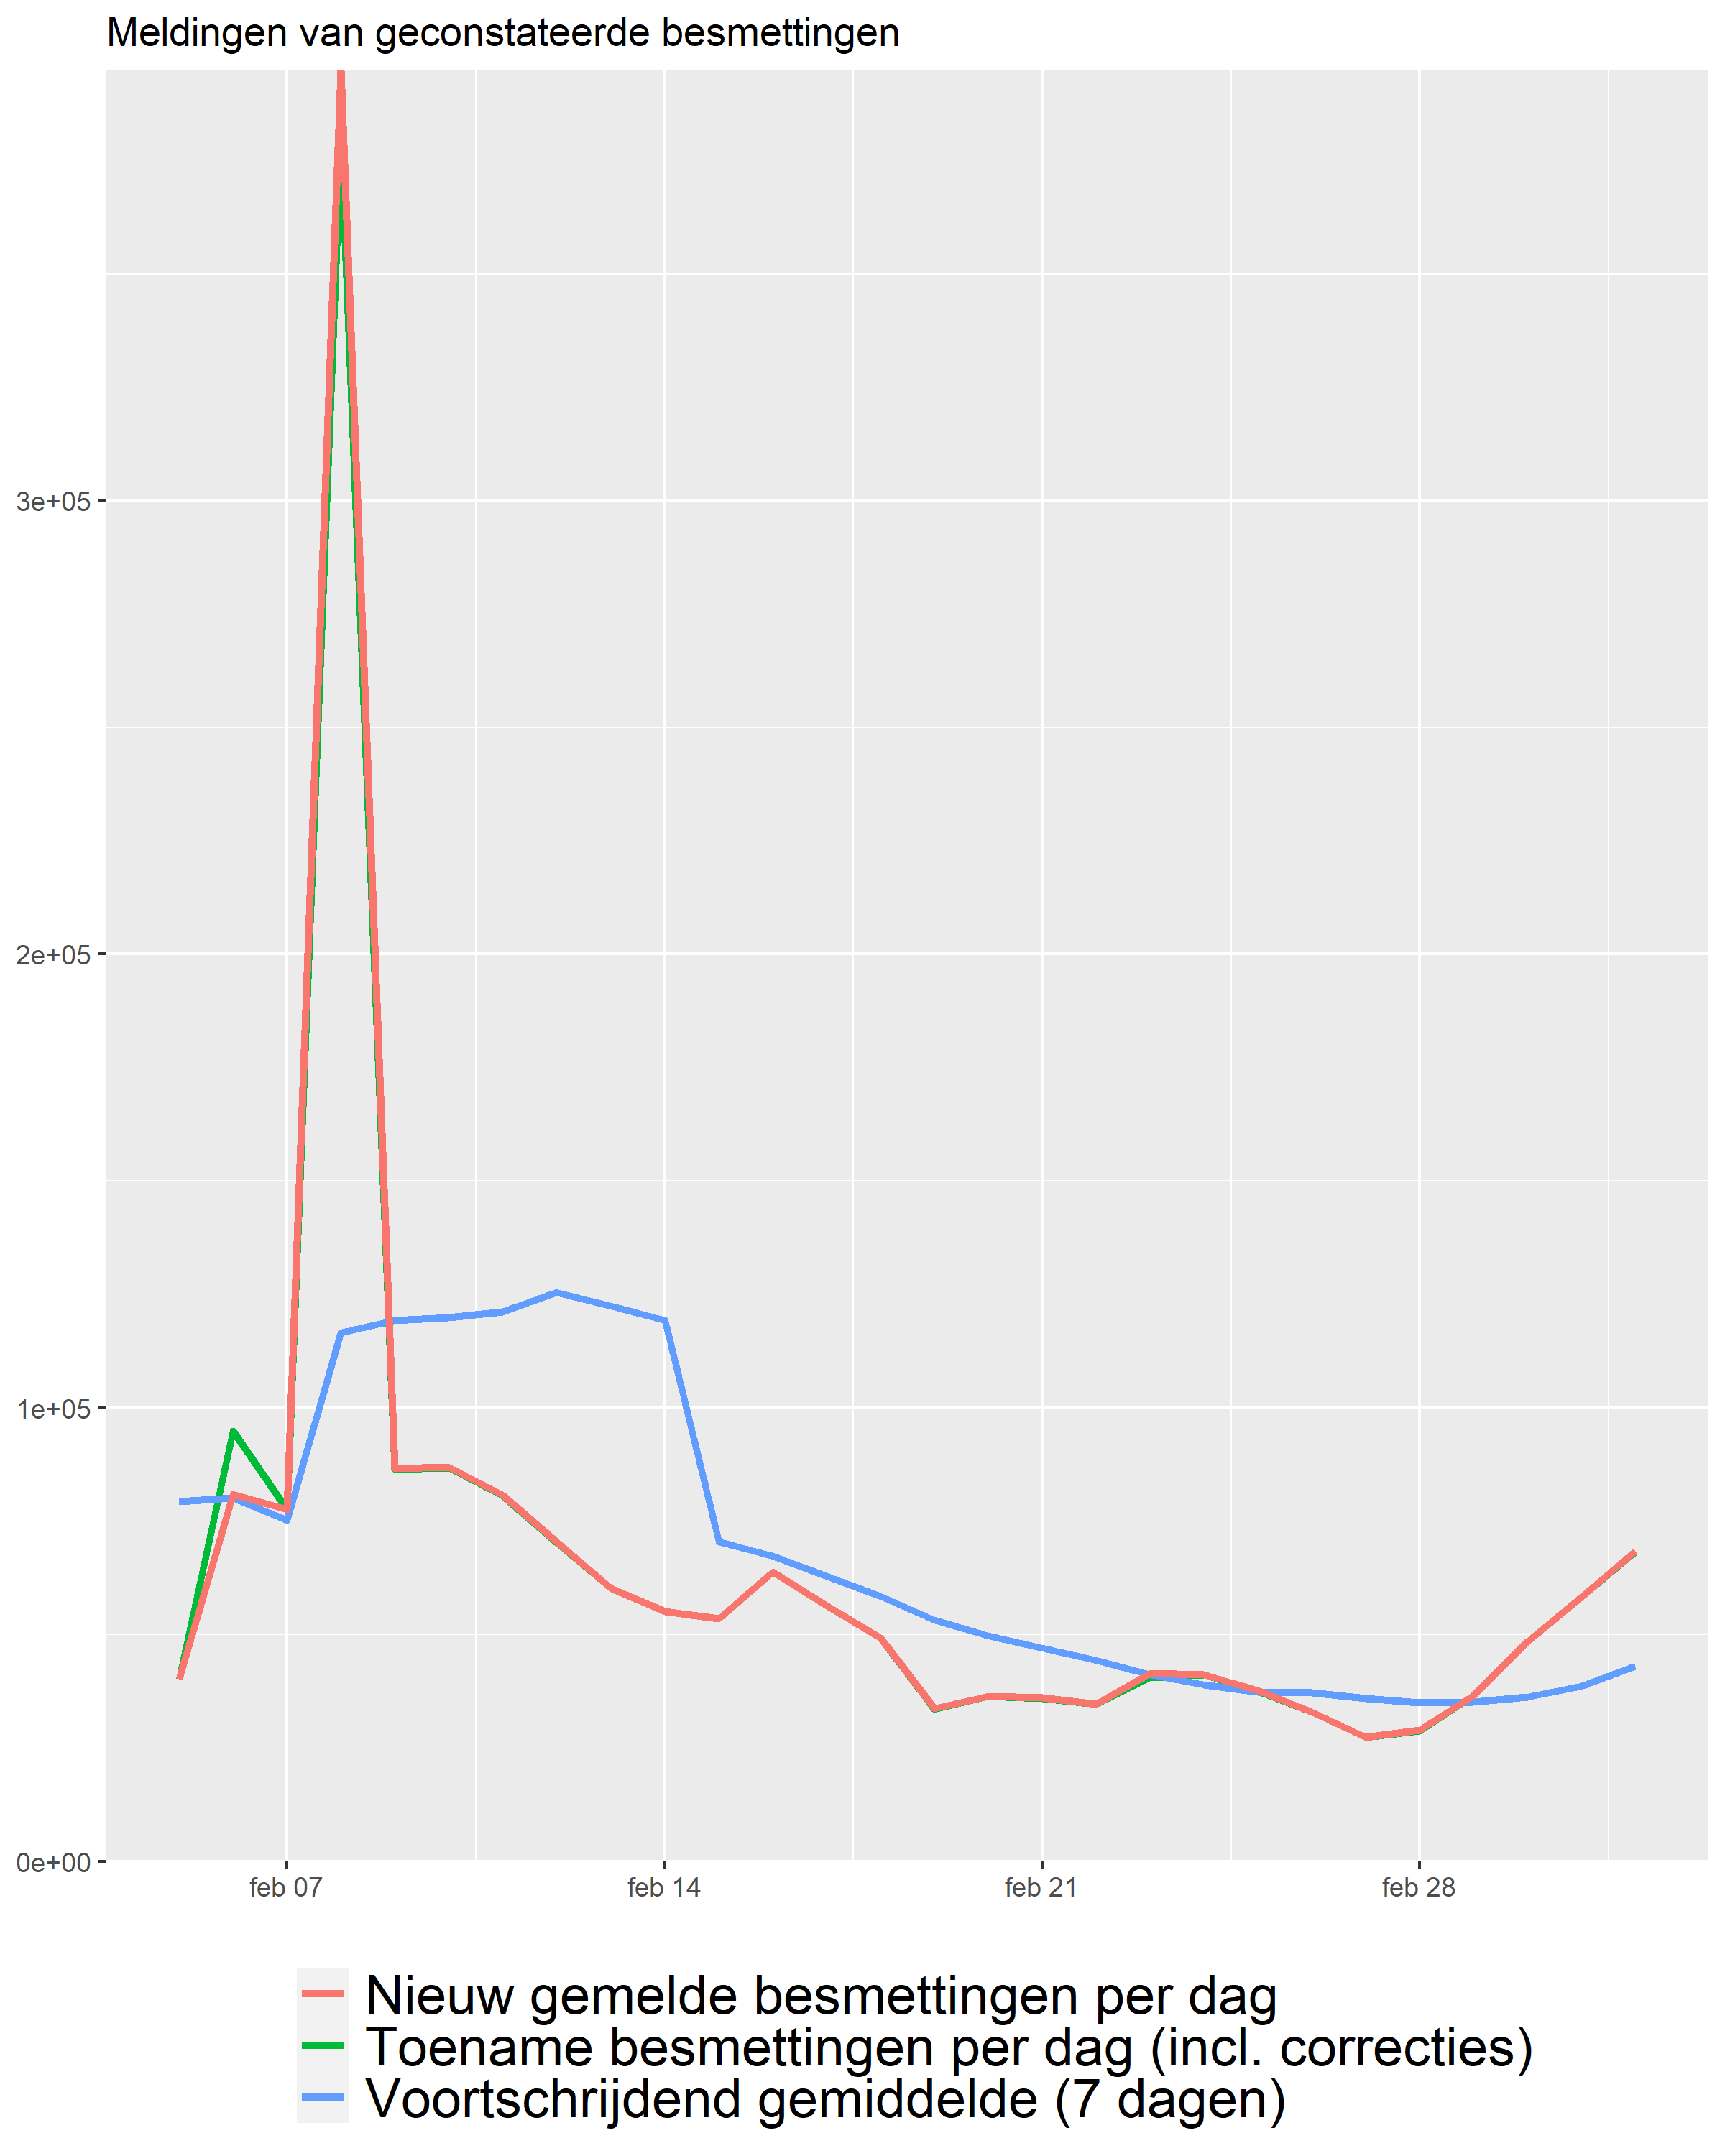 Meldingen van geconstateerde besmettingen
3e+05
2e+05
1e+05
0e+00
feb 07 feb 14 feb 21 feb 28
Nieuw gemelde besmettingen per dag
Toename besmettingen per dag (incl. correcties)
Voortschrijdend gemiddelde (7 dagen)